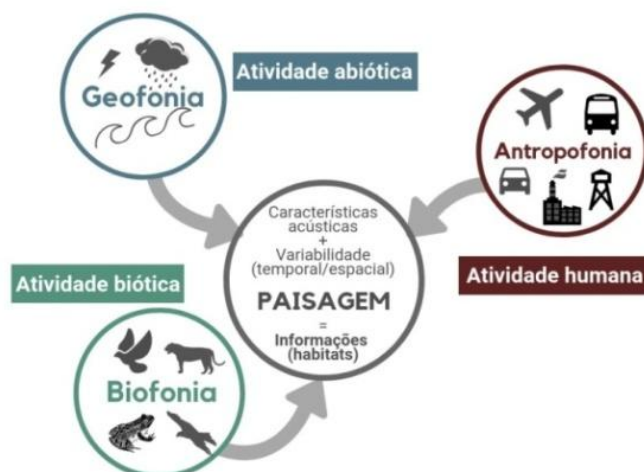 Geofonia
Atividade abiótica
Antropofonia
Atividade humana
Características
acústicas
+
Variabilidade
(temporal/espacial)
PAISAGEM
=
Informações
(habitats)
Atividade biótica
Biofonia